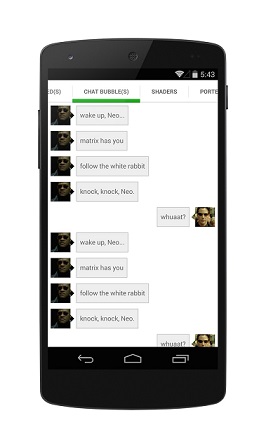 5:43
ED(S)
CHAT BUBBLE(S)
SHADERS
PORTE
wake up, Neo...
matrix has you
follow the white rabbit
knock, knock, Neo.
whuaat?
wake up, Neo...
matrix has you
follow the white rabbit
knock, knock, Neo.
whuaat?